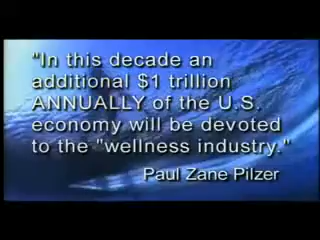 "In this decade an
additional $1 trillion
ANNUALLY of the U.S.
economy will be devoted
to the "wellness industry."
Paul Zane Pilzer